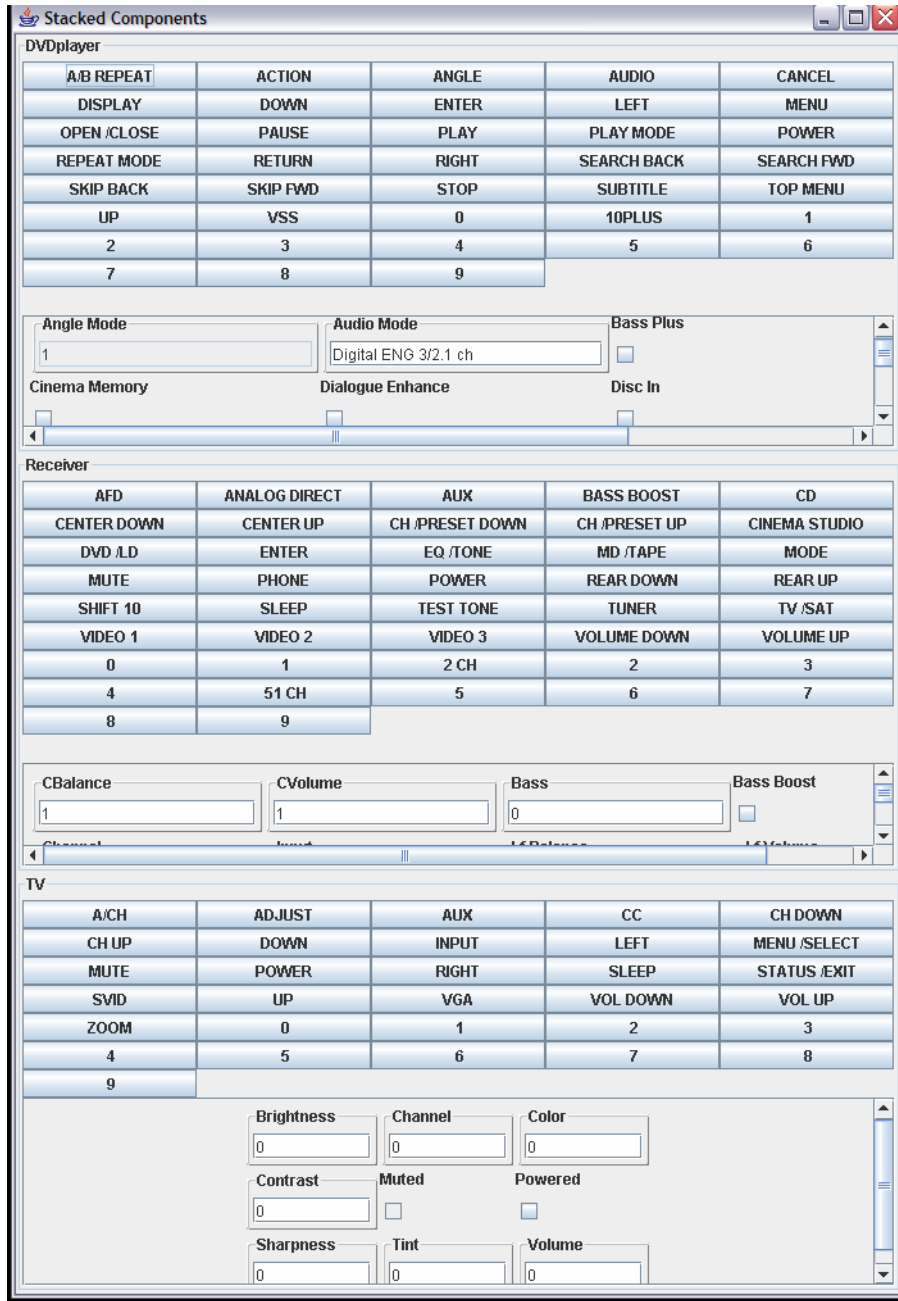 Stacked Components
DVDplayer
A/B REPEAT ACTION ANGLE AUDIO CANCEL
DISPLAY DOWN ENTER LEFT MENU
OPEN /CLOSE PAUSE PLAY PLAY MODE POWER
REPEAT MODE RETURN RIGHT SEARCH BACK SEARCH FWD
SKIP BACK SKIP FWD STOP SUBTITLE TOP MENU
UP VSS 0 10PLUS 1
2 3 4 5 6
7 8 9
Angle Mode Audio Mode Bass Plus
1 Digital ENG 3/2.1 ch
Cinema Memory Dialogue Enhance Disc In
Receiver
AFD ANALOG DIRECT AUX BASS BOOST CD
CENTER DOWN CENTER UP CH /PRESET DOWN CH /PRESET UP CINEMA STUDIO
DVD /LD ENTER EQ /TONE MD /TAPE MODE
MUTE PHONE POWER REAR DOWN REAR UP
SHIFT 10 SLEEP TEST TONE TUNER TV /SAT
VIDEO 1 VIDEO 2 VIDEO 3 VOLUME DOWN VOLUME UP
0 1 2 CH 2 3
4 51 CH 5 6 7
8 9
CBalance CVolume Bass Bass Boost
1 1 0
TV
A/CH ADJUST AUX CC CH DOWN
CH UP DOWN INPUT LEFT MENU /SELECT
MUTE POWER RIGHT SLEEP STATUS /EXIT
SVID UP VGA VOL DOWN VOL UP
ZOOM 0 1 2 3
4 5 6 7 8
9
Brightness Channel Color
0 0 0
Contrast Muted Powered
0
Sharpness Tint Volume
0 0 0